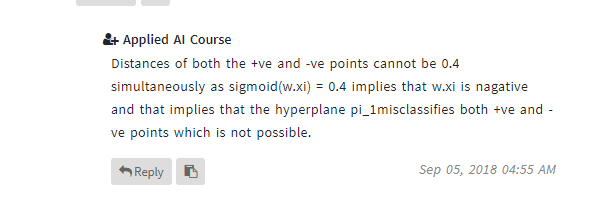 Applied AI Course
Distances of both the +ve and -ve points cannot be 0.4
simultaneously as sigmoid(w.xi) = 0.4 implies that w.xi is nagative
and that implies that the hyperplane pi_1misclassifies both +ve and -
ve points which is not possible.
Reply
Sep 05, 2018 04:55 AM